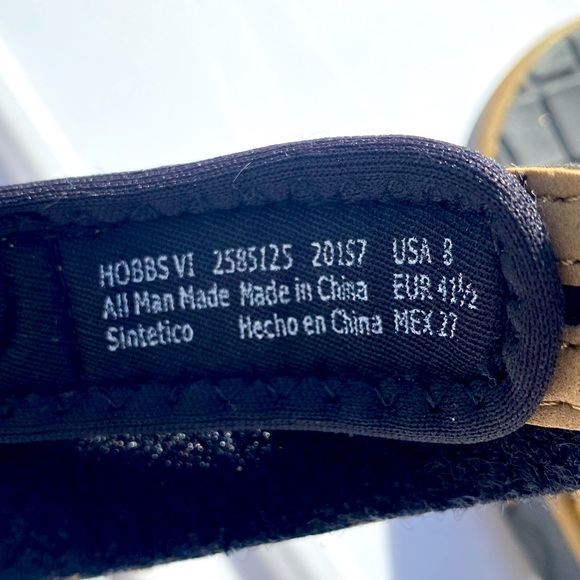 HOBBS VI 2585125 20157 USA 8
All Man Made Made in China EUR 41½
Sintetico Hecho en China MEX 27